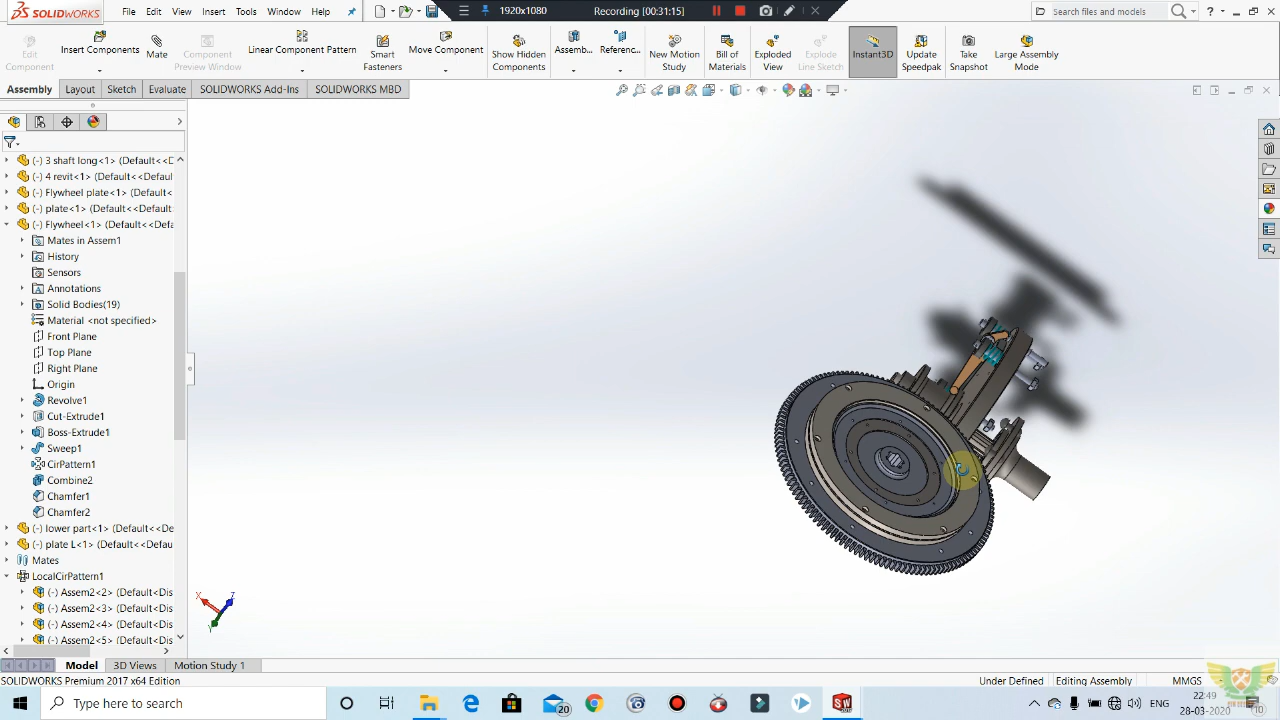 SOLIDWORKS
File Edit View Insert Tools Window Help
1920x1080 Recording [00:31:15]
search files and models
Edit Component
Insert Components
Mate
Component Preview Window
Linear Component Pattern
Smart Fasteners
Move Component
Show Hidden Components
Assemb...
Referenc...
New Motion Study
Bill of Materials
Exploded View
Explode Line Sketch
Instant3D
Update Speedpak
Take Snapshot
Large Assembly Mode
Assembly Layout Sketch Evaluate SOLIDWORKS Add-Ins SOLIDWORKS MBD
(-) 3 shaft long<1> (Default<<D
(-) 4 revit<1> (Default<<Defaul
(-) Flywheel plate<1> (Default<
(-) plate<1> (Default<<Default
(-) Flywheel<1> (Default<<Defa
Mates in Assem1
History
Sensors
Annotations
Solid Bodies(19)
Material <not specified>
Front Plane
Top Plane
Right Plane
Origin
Revolve1
Cut-Extrude1
Boss-Extrude1
Sweep1
CirPattern1
Combine2
Chamfer1
Chamfer2
(-) lower part<1> (Default<<De
(-) plate L<1> (Default<<Defau
Mates
LocalCirPattern1
(-) Assem2<2> (Default<Dis
(-) Assem2<3> (Default<Dis
(-) Assem2<4> (Default<Dis
(-) Assem2<5> (Default<Dis
X Z
Y
Model 3D Views Motion Study 1
SOLIDWORKS Premium 2017 x64 Edition
Under Defined Editing Assembly MMGS
Type here to search
20
ENG
22:49
28-03-2020
10